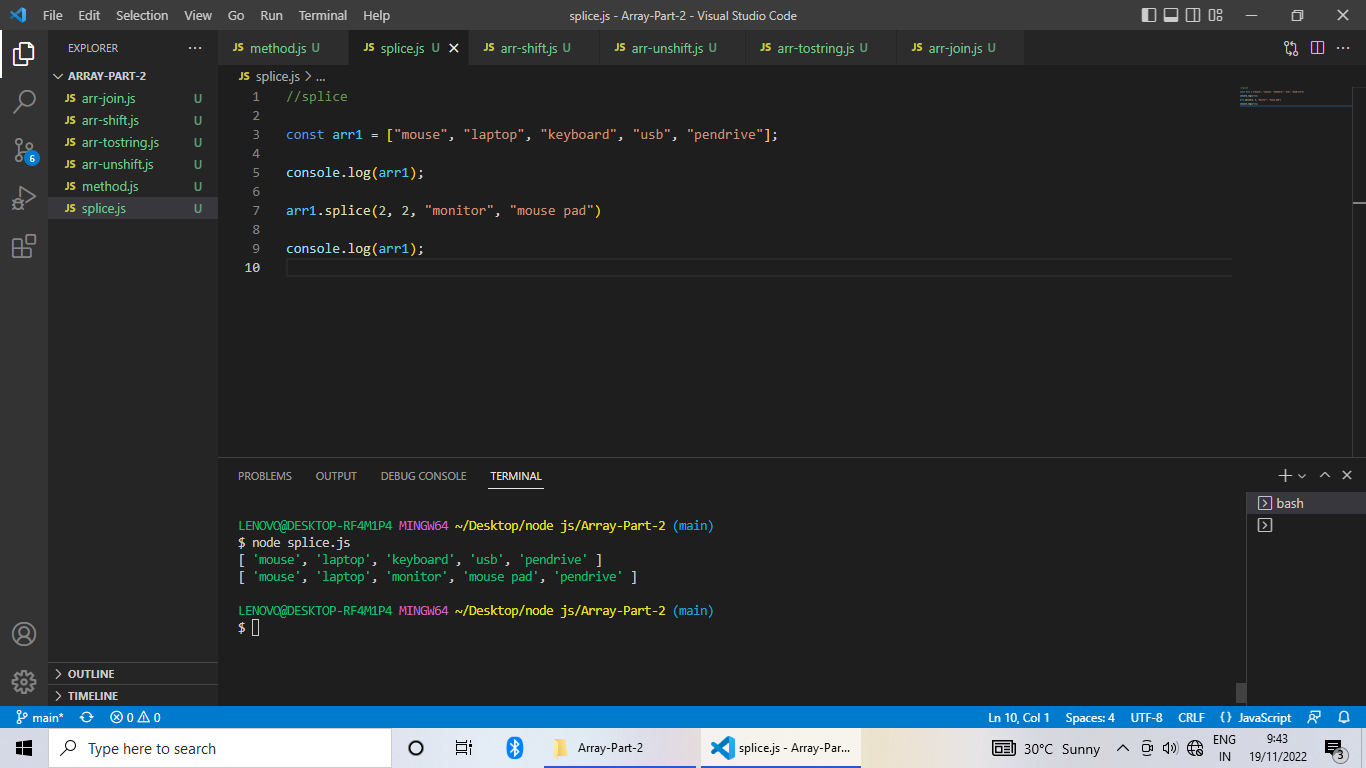 File Edit Selection View Go Run Terminal Help splice.js - Array-Part-2 - Visual Studio Code
EXPLORER ...
ARRAY-PART-2
JS arr-join.js U
JS arr-shift.js U
JS arr-tostring.js U
JS arr-unshift.js U
JS method.js U
JS splice.js U
6
OUTLINE
TIMELINE
JS method.js U JS splice.js U JS arr-shift.js U JS arr-unshift.js U JS arr-tostring.js U JS arr-join.js U
JS splice.js > ...
1 //splice
2
3 const arr1 = ["mouse", "laptop", "keyboard", "usb", "pendrive"];
4
5 console.log(arr1);
6
7 arr1.splice(2, 2, "monitor", "mouse pad")
8
9 console.log(arr1);
10
PROBLEMS OUTPUT DEBUG CONSOLE TERMINAL
LENOVO@DESKTOP-RF4M1P4 MINGW64 ~/Desktop/node js/Array-Part-2 (main)
$ node splice.js
[ 'mouse', 'laptop', 'keyboard', 'usb', 'pendrive' ]
[ 'mouse', 'laptop', 'monitor', 'mouse pad', 'pendrive' ]
LENOVO@DESKTOP-RF4M1P4 MINGW64 ~/Desktop/node js/Array-Part-2 (main)
$
bash
main* 0 0 Ln 10, Col 1 Spaces: 4 UTF-8 CRLF {} JavaScript
Type here to search Array-Part-2 splice.js - Array-Par... 30°C Sunny ENG IN 9:43 19/11/2022 3